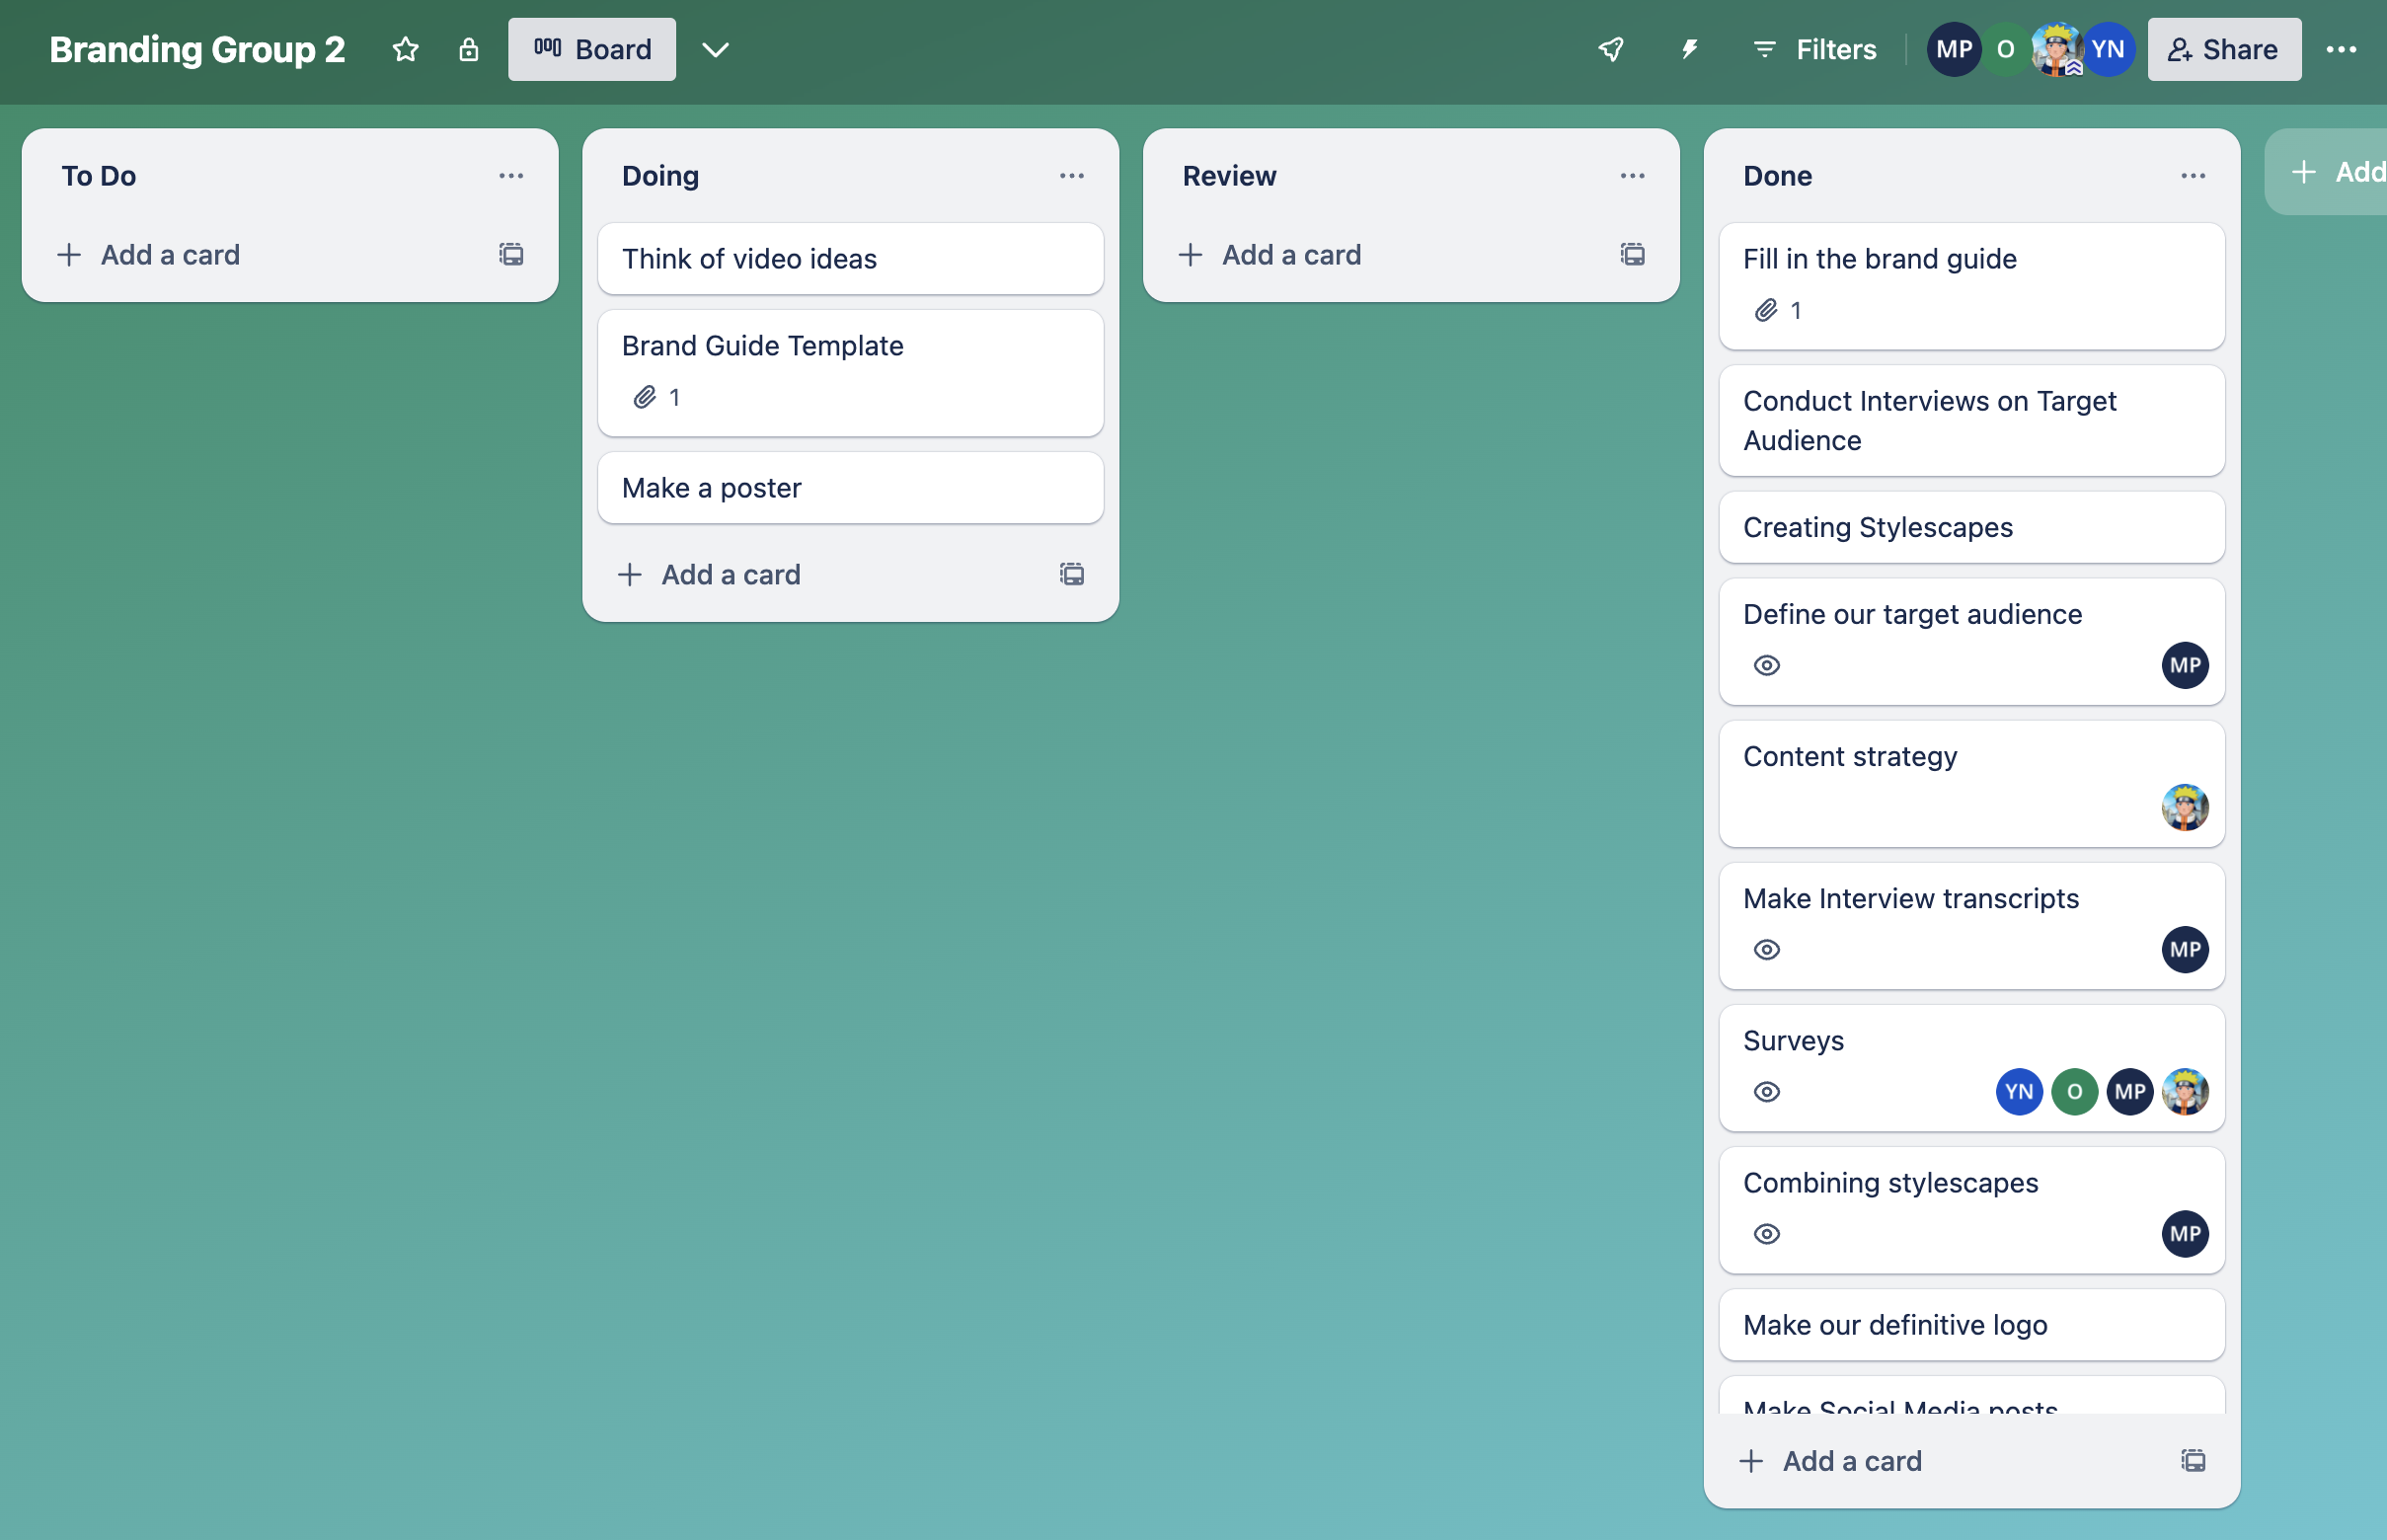 Branding Group 2
Board
Filters
MP
O
YN
Share
To Do
Add a card
Doing
Think of video ideas
Brand Guide Template
1
Make a poster
Add a card
Review
Add a card
Done
Fill in the brand guide
1
Conduct Interviews on Target
Audience
Creating Stylescapes
Define our target audience
MP
Content strategy
Make Interview transcripts
MP
Surveys
YN O MP
Combining stylescapes
MP
Make our definitive logo
Make Social Media posts
Add a card
Add